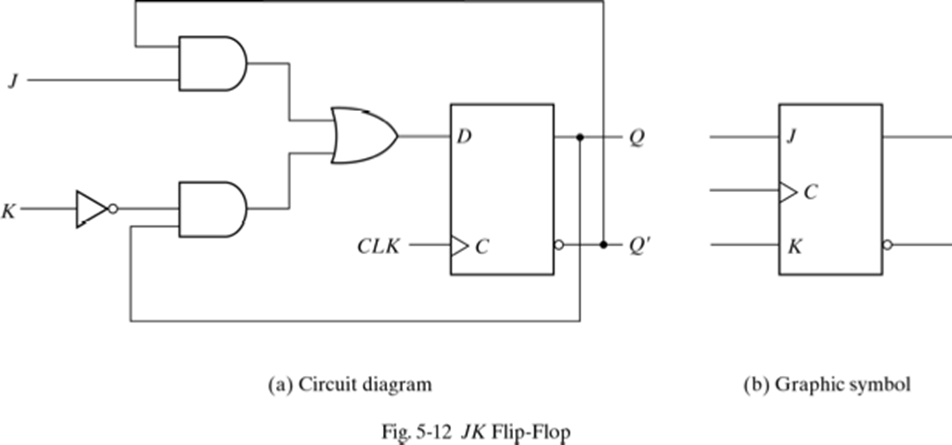 J
K
D
CLK
C
Q
Q'
J
C
K
(a) Circuit diagram
(b) Graphic symbol
Fig. 5-12 JK Flip-Flop